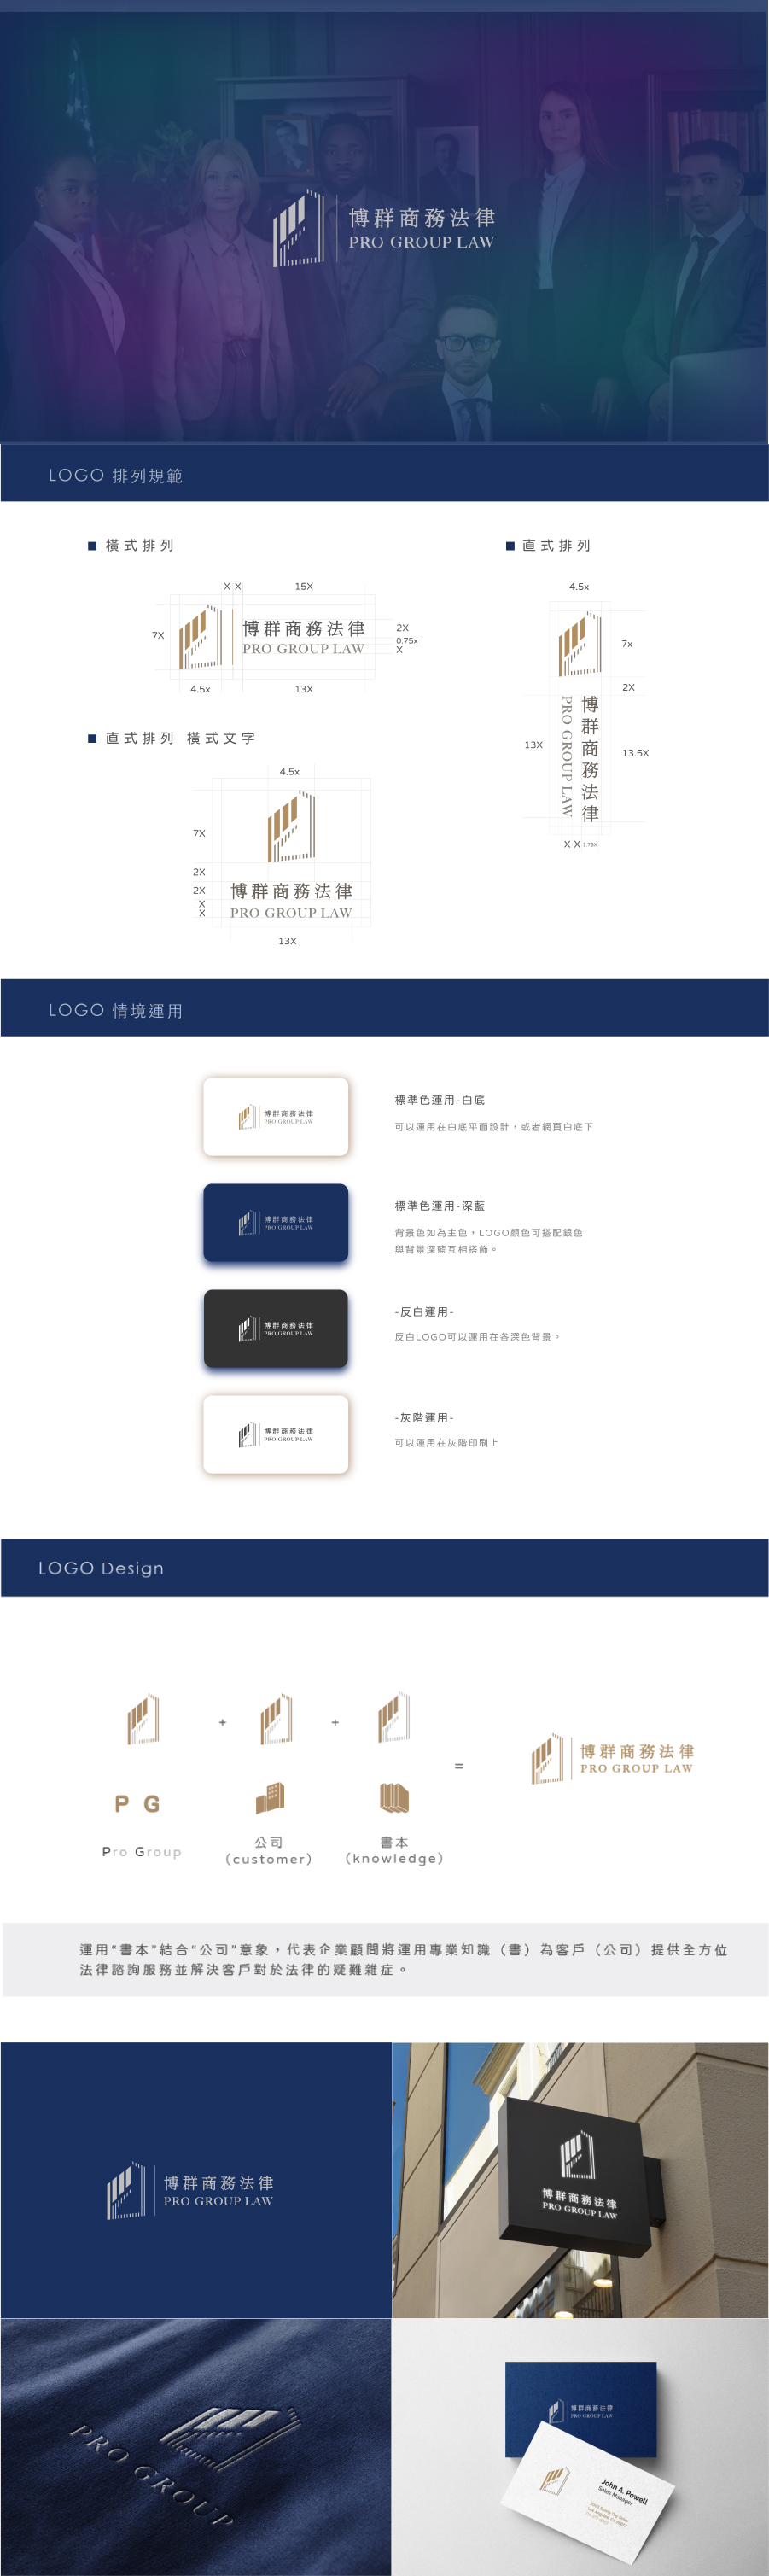 博群商務法律
PRO GROUP LAW
LOGO 排列規範
■ 橫式排列
X X 15X
7X
博群商務法律
PRO GROUP LAW
2X
0.75x
X
4.5x 13X
■ 直式排列
4.5x
7x
2X
13X
博群商務法律
PRO GROUP LAW
13.5X
X X 1.75X
■ 直式排列 橫式文字
4.5x
7X
2X
2X
X
X
博群商務法律
PRO GROUP LAW
13X
LOGO 情境運用
博群商務法律
PRO GROUP LAW
標準色運用-白底
可以運用在白底平面設計，或者網頁白底下
博群商務法律
PRO GROUP LAW
標準色運用-深藍
背景色如為主色，LOGO顏色可搭配銀色
與背景深藍互相搭飾。
博群商務法律
PRO GROUP LAW
-反白運用-
反白LOGO可以運用在各深色背景。
博群商務法律
PRO GROUP LAW
-灰階運用-
可以運用在灰階印刷上
LOGO Design
+ +
=
P G
Pro Group
公司
(customer)
書本
(knowledge)
博群商務法律
PRO GROUP LAW
運用“書本”結合“公司”意象，代表企業顧問將運用專業知識（書）為客戶（公司）提供全方位
法律諮詢服務並解決客戶對於法律的疑難雜症。
博群商務法律
PRO GROUP LAW
博群商務法律
PRO GROUP LAW
PRO GROUP
博群商務法律
PRO GROUP LAW
John A. Powell
Sales Manager